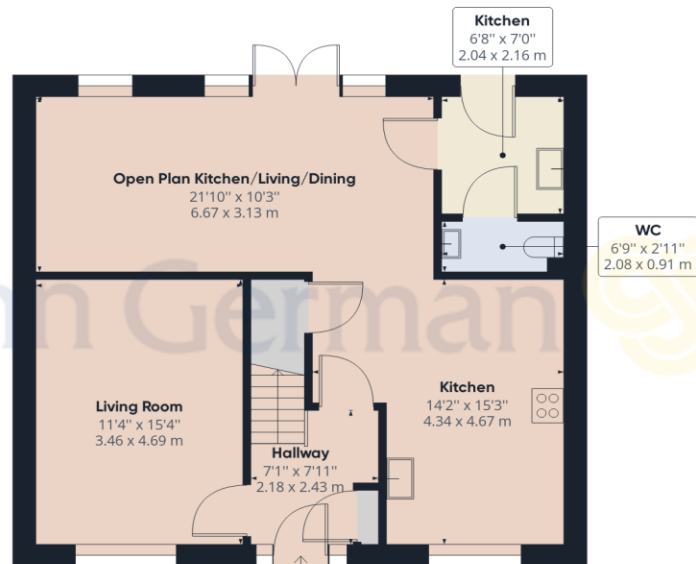 Kitchen
6'8" x 7'0"
2.04 x 2.16 m
Open Plan Kitchen/Living/Dining
21'10" x 10'3"
6.67 x 3.13 m
WC
6'9" x 2'11"
2.08 x 0.91 m
German
Living Room
11'4" x 15'4"
3.46 x 4.69 m
Kitchen
14'2" x 15'3"
4.34 x 4.67 m
Hallway
7'1" x 7'11"
2.18 x 2.43 m